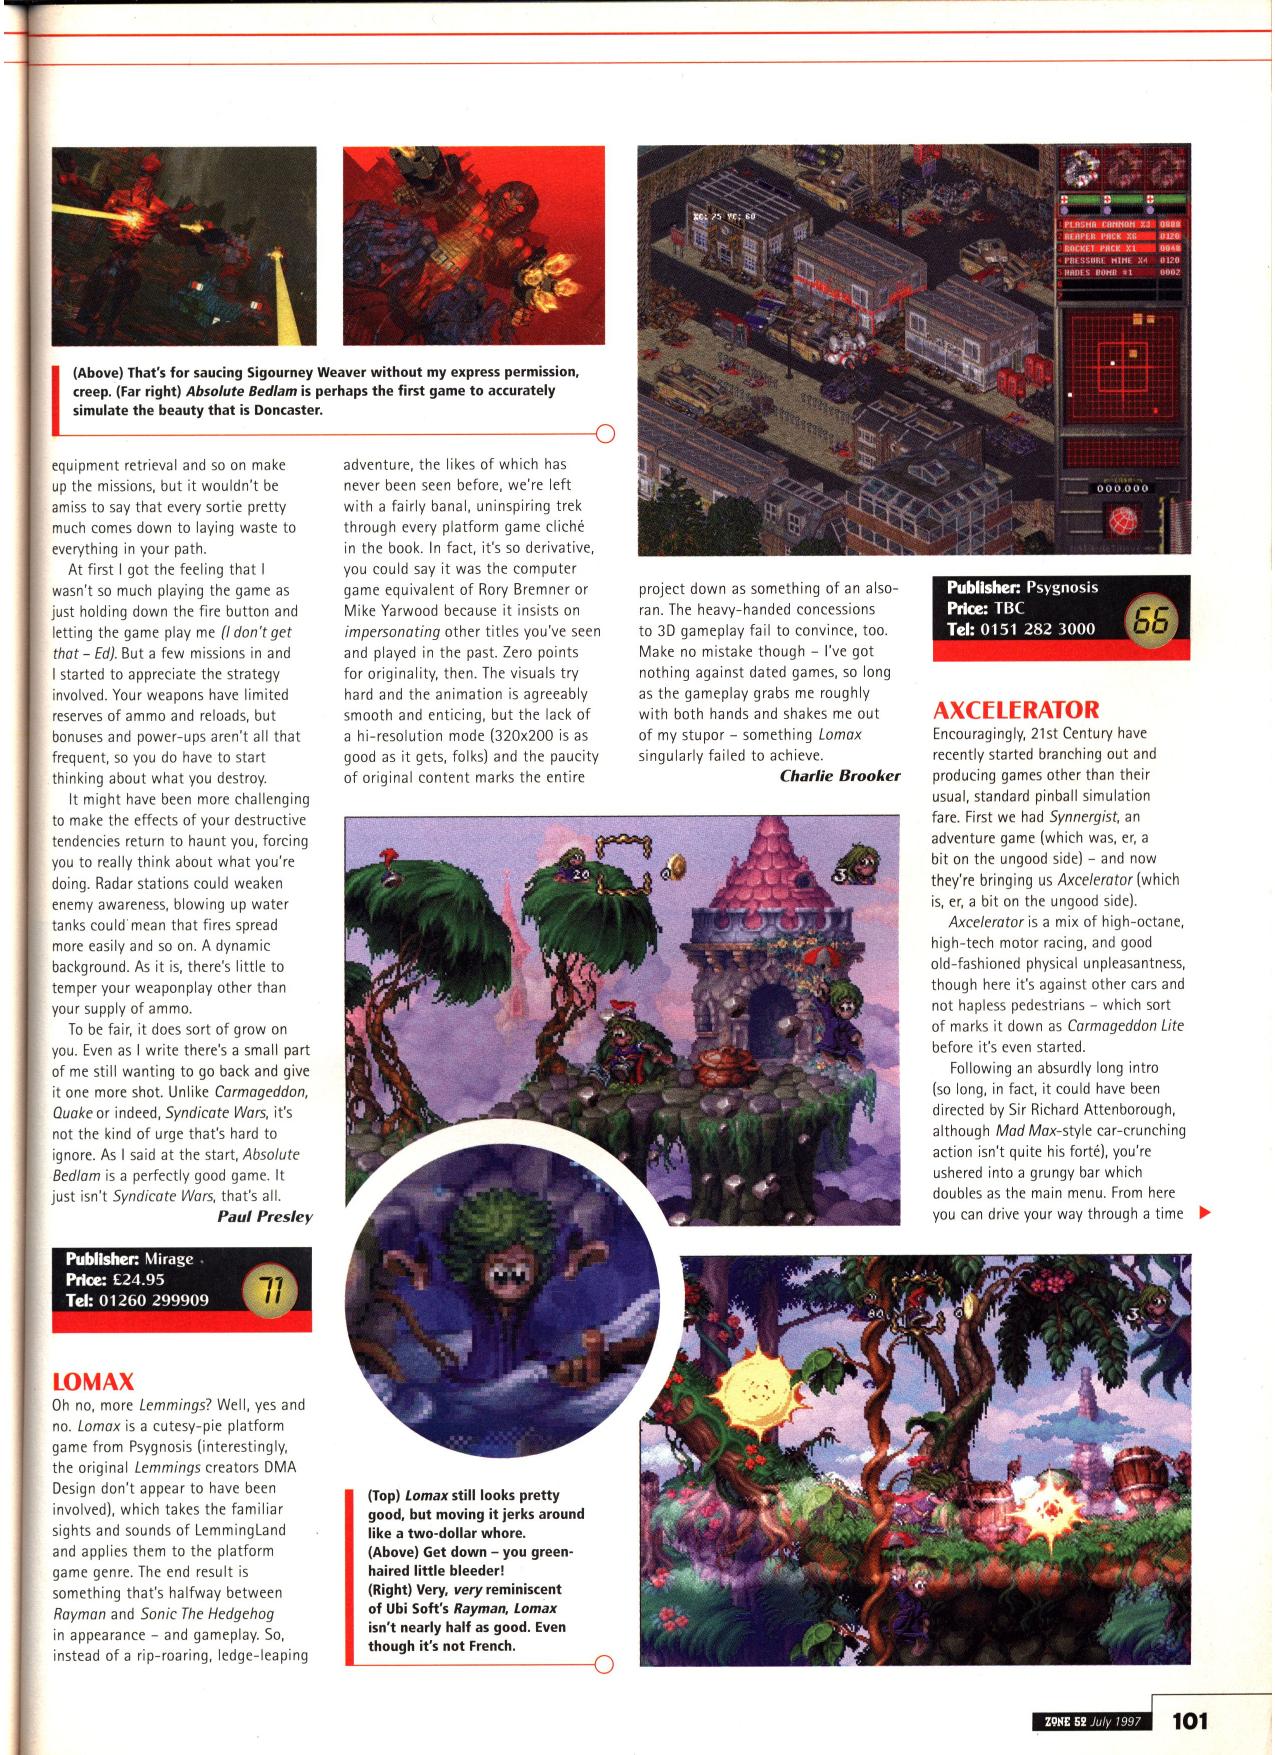 XC: 75 YC: 60
PLASMA CANNON X3 0800
REAPER PACK X6 0120
ROCKET PACK X1 0040
PRESSURE MINE X4 0120
HADES BOMB #1 0002
000.000
(Above) That's for saucing Sigourney Weaver without my express permission,
creep. (Far right) Absolute Bedlam is perhaps the first game to accurately
simulate the beauty that is Doncaster.
equipment retrieval and so on make
up the missions, but it wouldn't be
amiss to say that every sortie pretty
much comes down to laying waste to
everything in your path.
At first I got the feeling that I
wasn't so much playing the game as
just holding down the fire button and
letting the game play me (I don't get
that – Ed). But a few missions in and
I started to appreciate the strategy
involved. Your weapons have limited
reserves of ammo and reloads, but
bonuses and power-ups aren't all that
frequent, so you do have to start
thinking about what you destroy.
It might have been more challenging
to make the effects of your destructive
tendencies return to haunt you, forcing
you to really think about what you're
doing. Radar stations could weaken
enemy awareness, blowing up water
tanks could mean that fires spread
more easily and so on. A dynamic
background. As it is, there's little to
temper your weaponplay other than
your supply of ammo.
To be fair, it does sort of grow on
you. Even as I write there's a small part
of me still wanting to go back and give
it one more shot. Unlike Carmageddon,
Quake or indeed, Syndicate Wars, it's
not the kind of urge that's hard to
ignore. As I said at the start, Absolute
Bedlam is a perfectly good game. It
just isn't Syndicate Wars, that's all.
Paul Presley
Publisher: Mirage
Price: £24.95
Tel: 01260 299909
71
LOMAX
Oh no, more Lemmings? Well, yes and
no. Lomax is a cutesy-pie platform
game from Psygnosis (interestingly,
the original Lemmings creators DMA
Design don't appear to have been
involved), which takes the familiar
sights and sounds of LemmingLand
and applies them to the platform
game genre. The end result is
something that's halfway between
Rayman and Sonic The Hedgehog
in appearance – and gameplay. So,
instead of a rip-roaring, ledge-leaping
adventure, the likes of which has
never been seen before, we're left
with a fairly banal, uninspiring trek
through every platform game cliché
in the book. In fact, it's so derivative,
you could say it was the computer
game equivalent of Rory Bremner or
Mike Yarwood because it insists on
impersonating other titles you've seen
and played in the past. Zero points
for originality, then. The visuals try
hard and the animation is agreeably
smooth and enticing, but the lack of
a hi-resolution mode (320x200 is as
good as it gets, folks) and the paucity
of original content marks the entire
project down as something of an also-
ran. The heavy-handed concessions
to 3D gameplay fail to convince, too.
Make no mistake though – I've got
nothing against dated games, so long
as the gameplay grabs me roughly
with both hands and shakes me out
of my stupor – something Lomax
singularly failed to achieve.
Charlie Brooker
20
0
3
(Top) Lomax still looks pretty
good, but moving it jerks around
like a two-dollar whore.
(Above) Get down – you green-
haired little bleeder!
(Right) Very, very reminiscent
of Ubi Soft's Rayman, Lomax
isn't nearly half as good. Even
though it's not French.
80
0
3
Publisher: Psygnosis
Price: TBC
Tel: 0151 282 3000
66
AXCELERATOR
Encouragingly, 21st Century have
recently started branching out and
producing games other than their
usual, standard pinball simulation
fare. First we had Synnergist, an
adventure game (which was, er, a
bit on the ungood side) – and now
they're bringing us Axcelerator (which
is, er, a bit on the ungood side).
Axcelerator is a mix of high-octane,
high-tech motor racing, and good
old-fashioned physical unpleasantness,
though here it's against other cars and
not hapless pedestrians – which sort
of marks it down as Carmageddon Lite
before it's even started.
Following an absurdly long intro
(so long, in fact, it could have been
directed by Sir Richard Attenborough,
although Mad Max-style car-crunching
action isn't quite his forté), you're
ushered into a grungy bar which
doubles as the main menu. From here
you can drive your way through a time
ZONE 52 July 1997 101